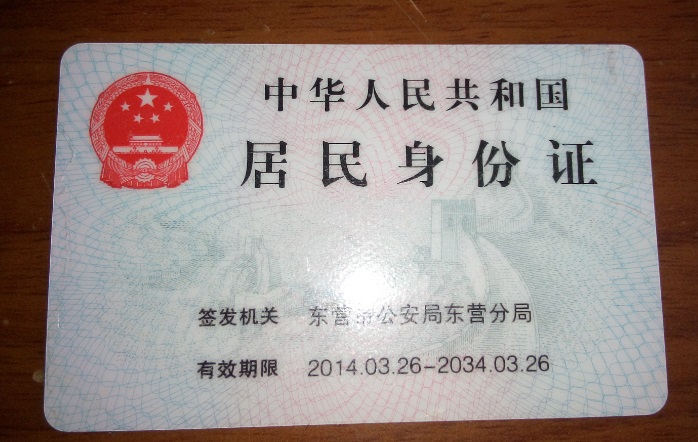 中华人民共和国
居民身份证
签发机关 东营市公安局东营分局
有效期限 2014.03.26-2034.03.26